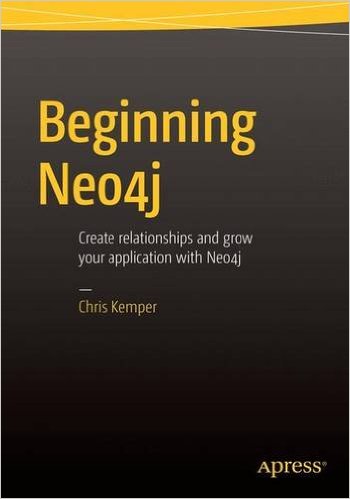 Beginning
Neo4j
Create relationships and grow
your application with Neo4j
—
Chris Kemper
Apress®